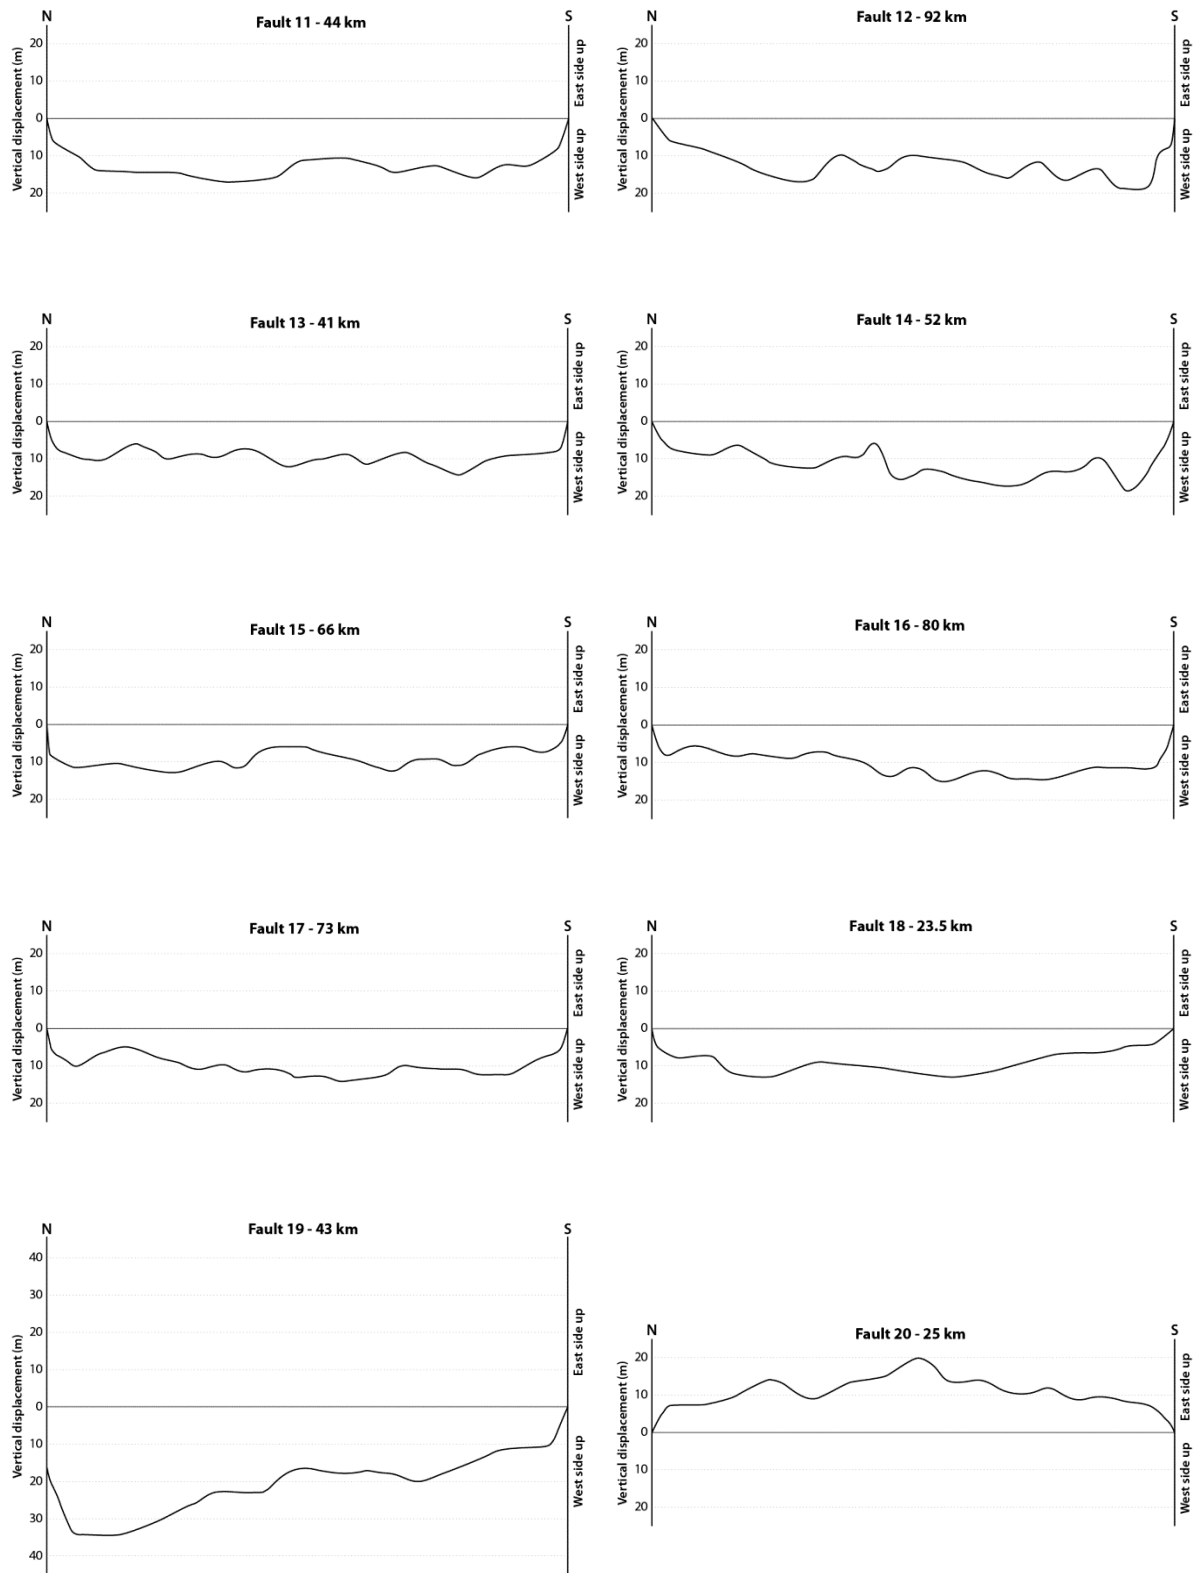 Fault 11 - 44 km
N
S
20
10
0
10
20
Vertical displacement (m)
East side up
West side up
Fault 12 - 92 km
N
S
20
10
0
10
20
Vertical displacement (m)
East side up
West side up
Fault 13 - 41 km
N
S
20
10
0
10
20
Vertical displacement (m)
East side up
West side up
Fault 14 - 52 km
N
S
20
10
0
10
20
Vertical displacement (m)
East side up
West side up
Fault 15 - 66 km
N
S
20
10
0
10
20
Vertical displacement (m)
East side up
West side up
Fault 16 - 80 km
N
S
20
10
0
10
20
Vertical displacement (m)
East side up
West side up
Fault 17 - 73 km
N
S
20
10
0
10
20
Vertical displacement (m)
East side up
West side up
Fault 18 - 23.5 km
N
S
20
10
0
10
20
Vertical displacement (m)
East side up
West side up
Fault 19 - 43 km
N
S
40
30
20
10
0
10
20
30
40
Vertical displacement (m)
East side up
West side up
Fault 20 - 25 km
N
S
20
10
0
10
20
Vertical displacement (m)
East side up
West side up